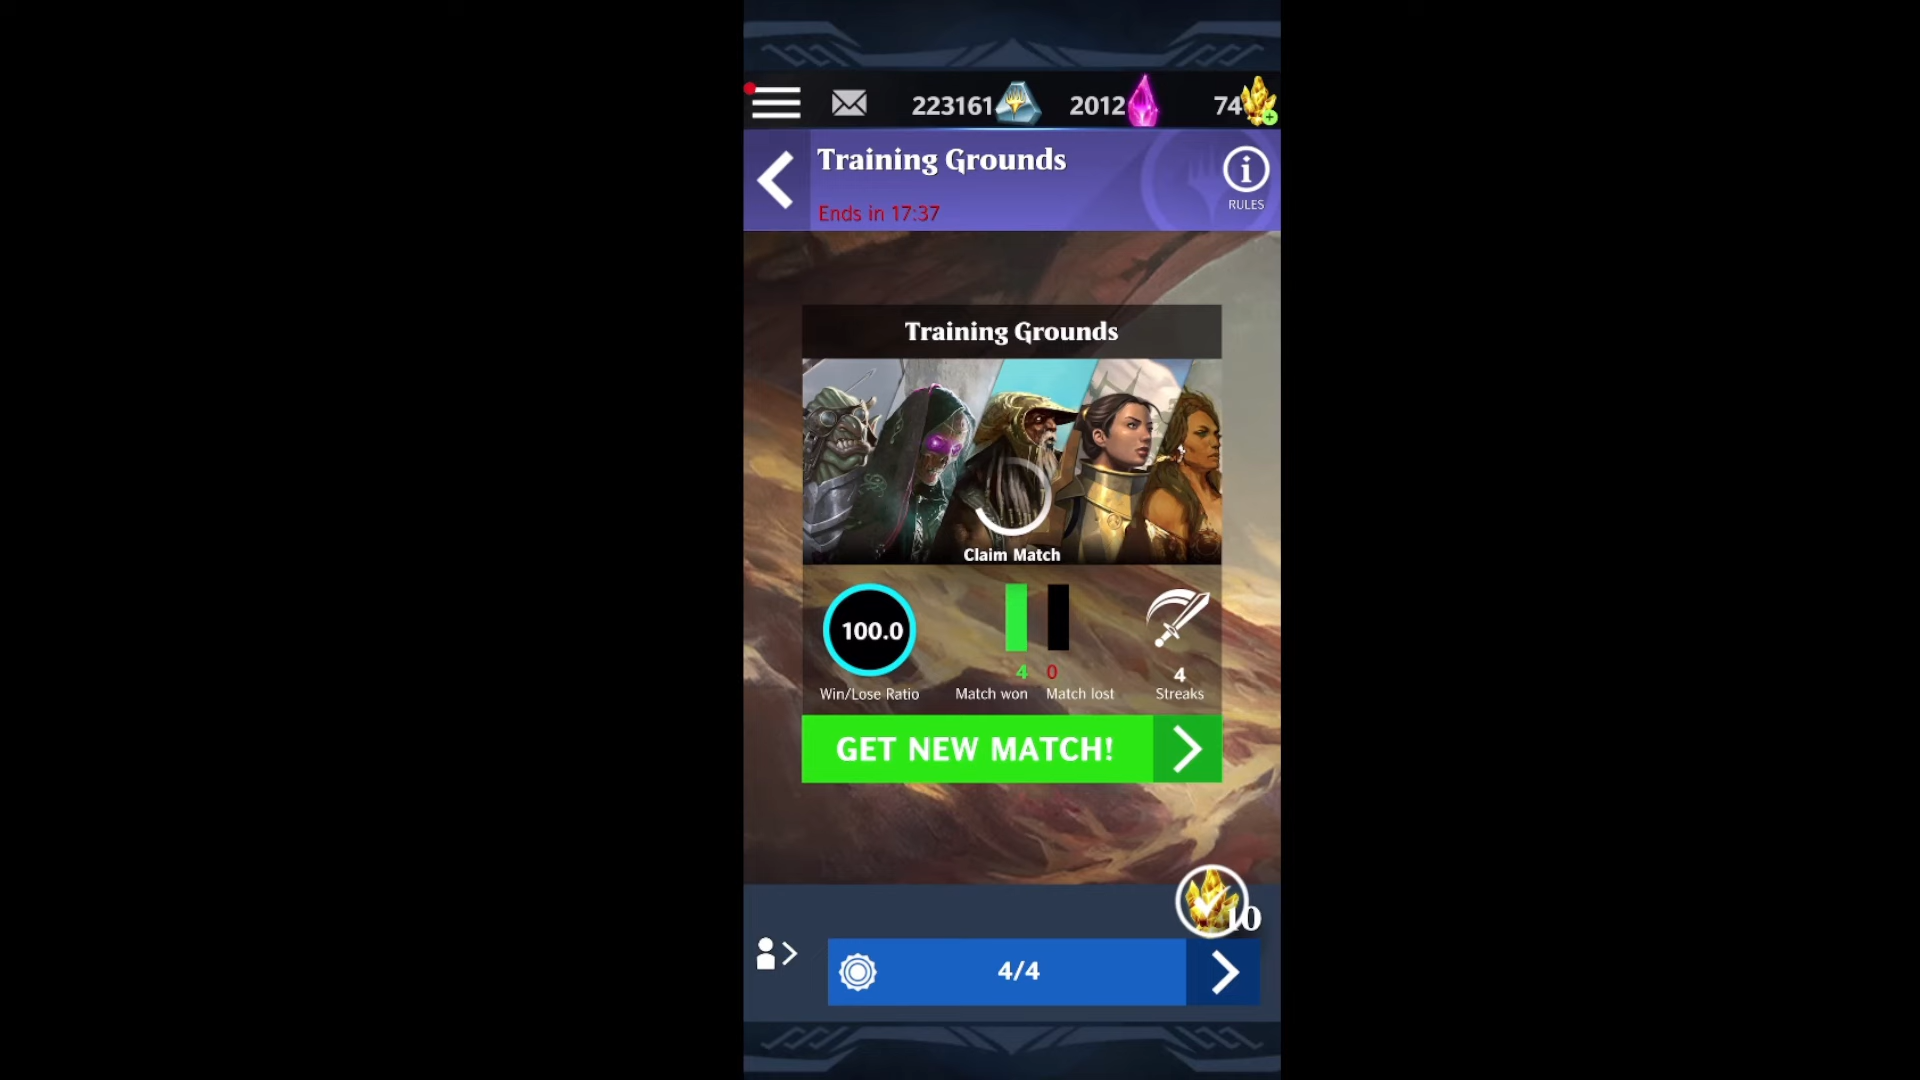 223161 2012 74
Training Grounds
Ends in 17:37
RULES
Training Grounds
Claim Match
100.0
4 0
4
Win/Lose Ratio Match won Match lost Streaks
GET NEW MATCH!
10
4/4